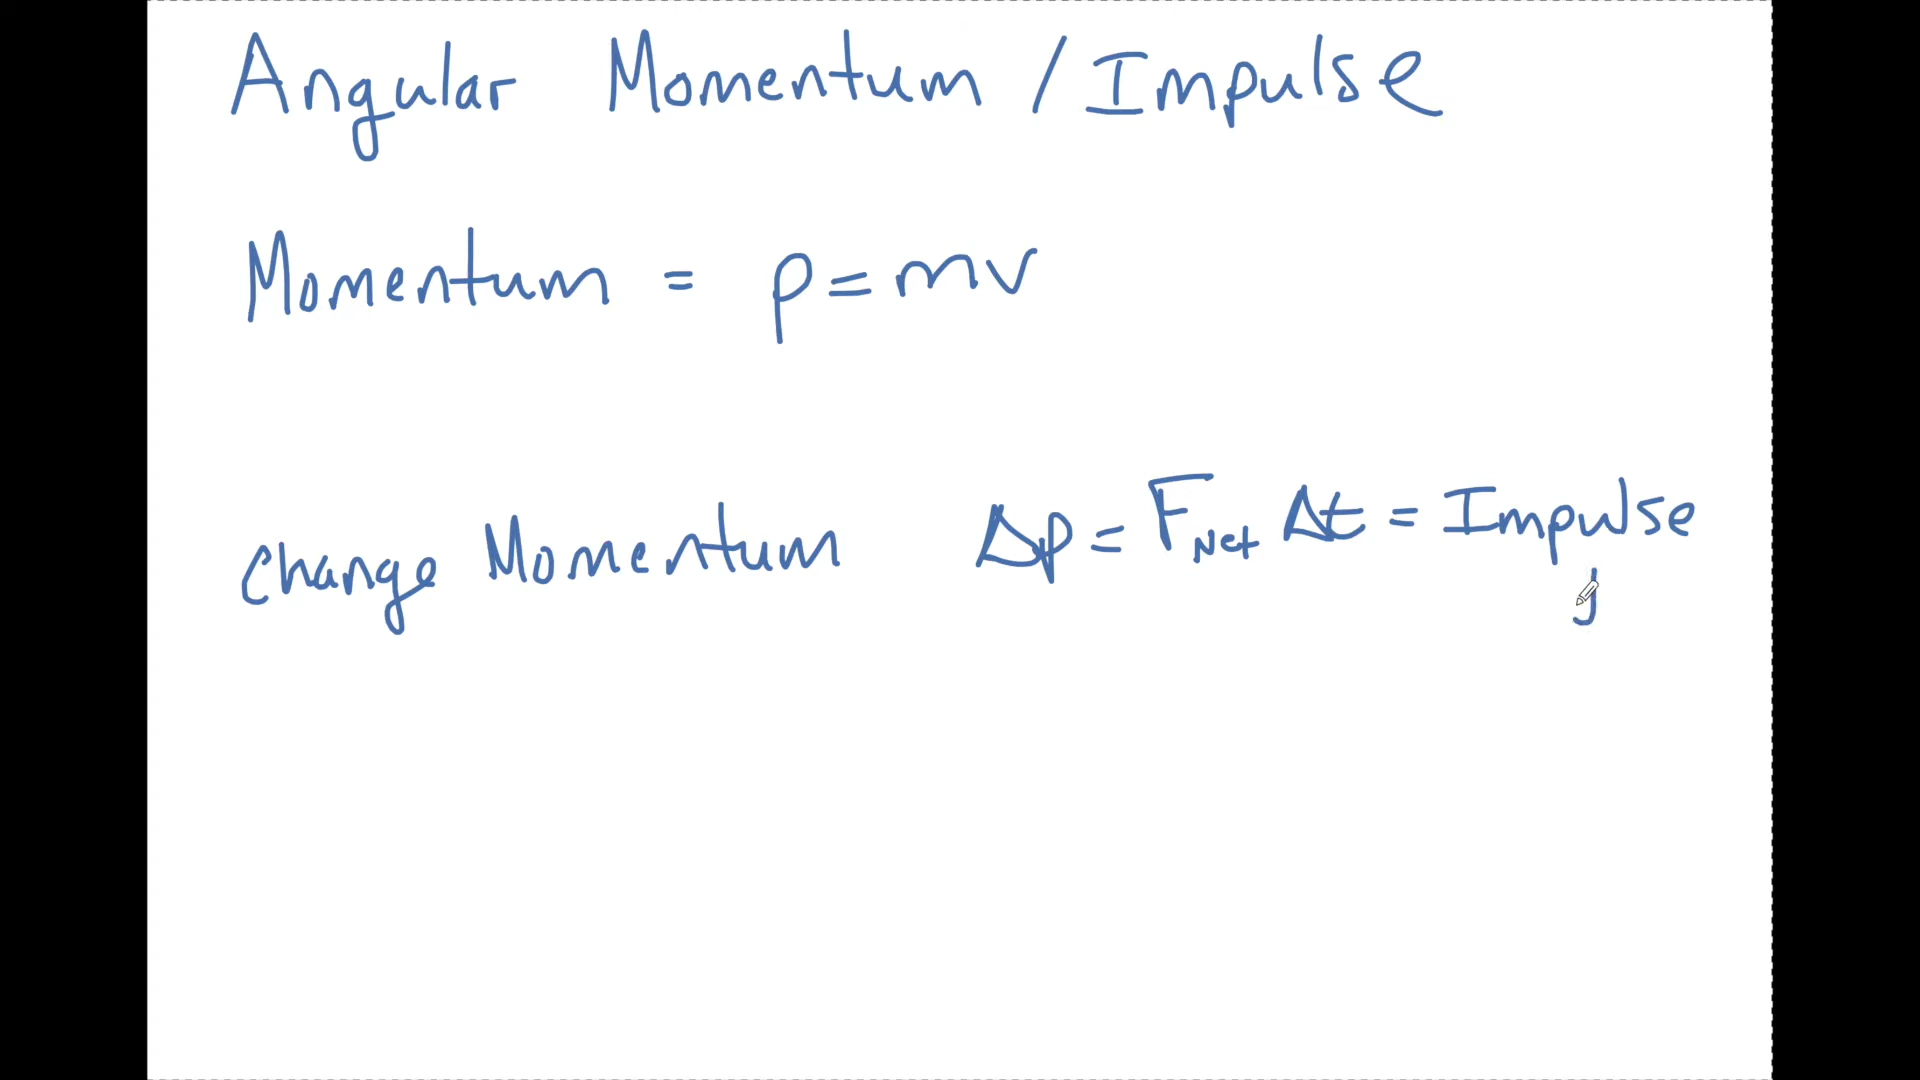 Angular Momentum / Impulse
Momentum = p = mv
Change Momentum Δp = F_Net Δt = Impulse
J